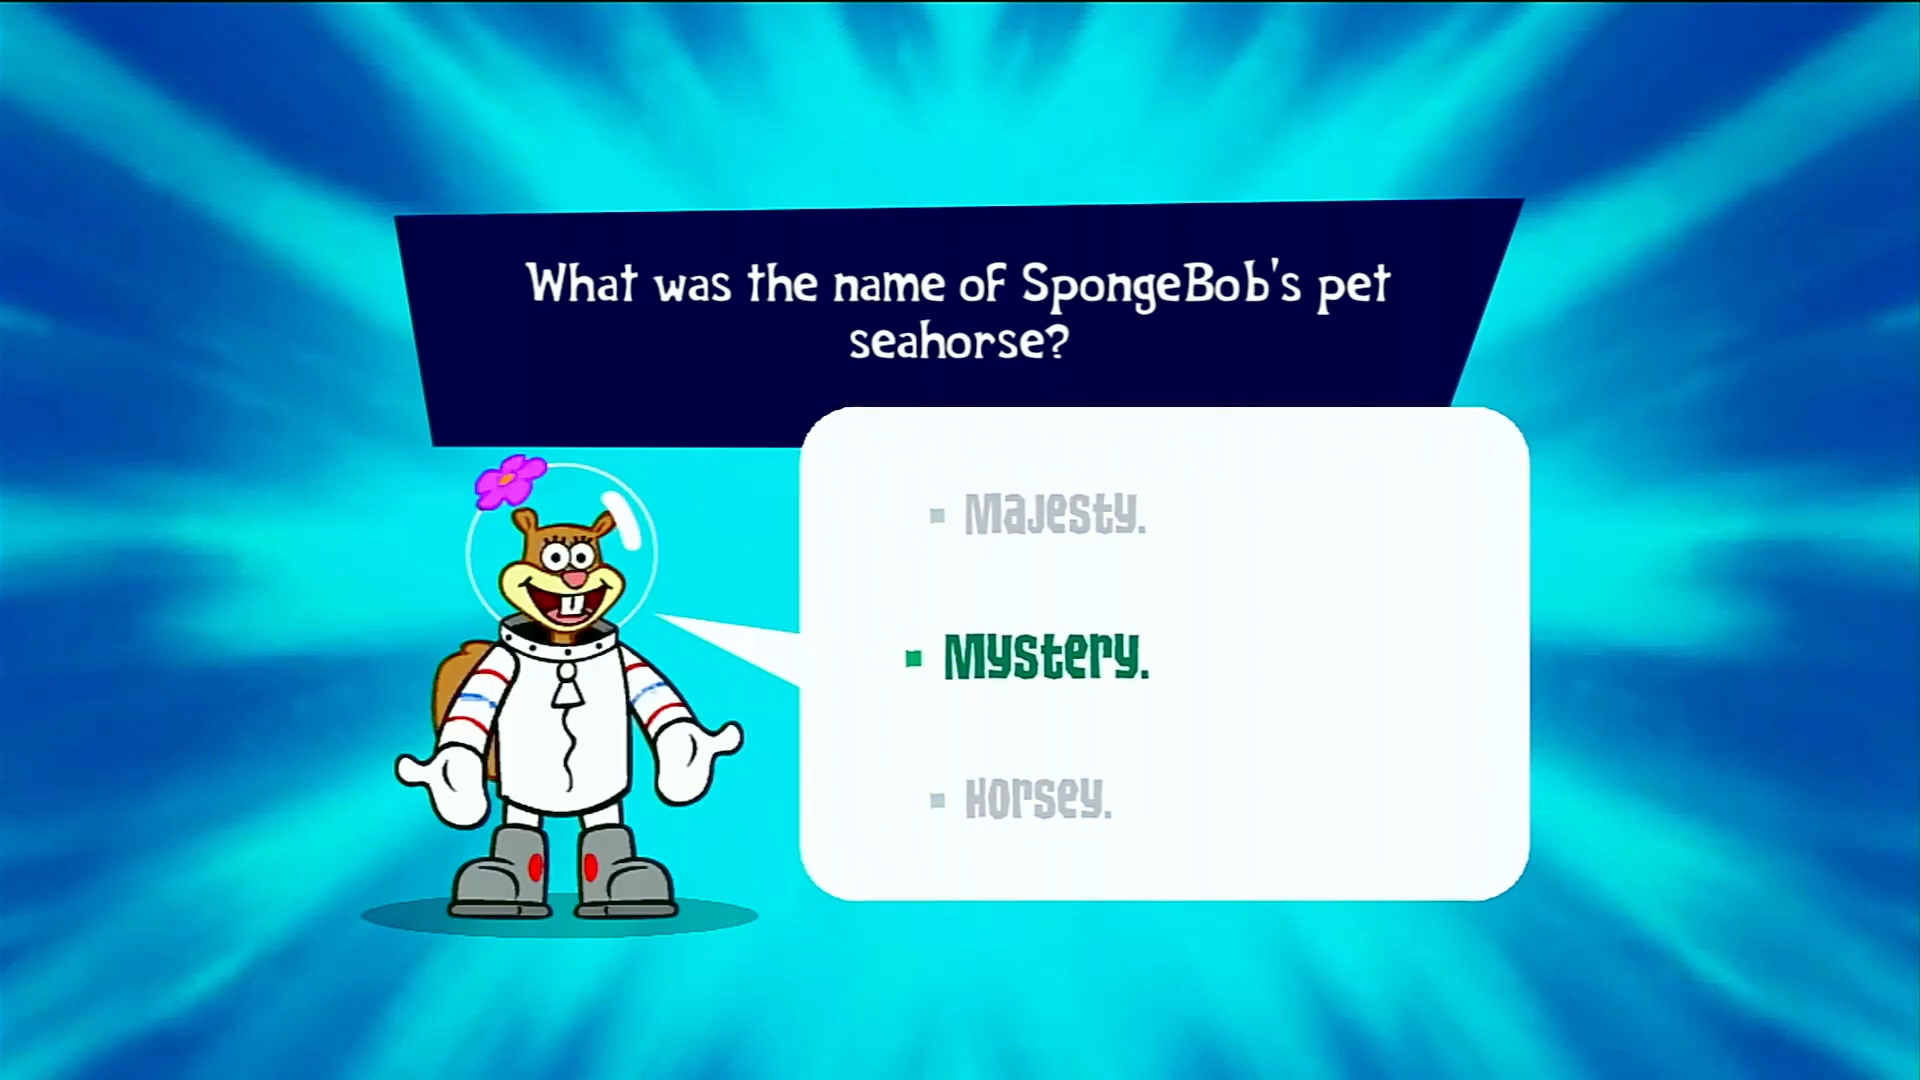 What was the name of SpongeBob's pet
seahorse?
Majesty.
Mystery.
Horsey.